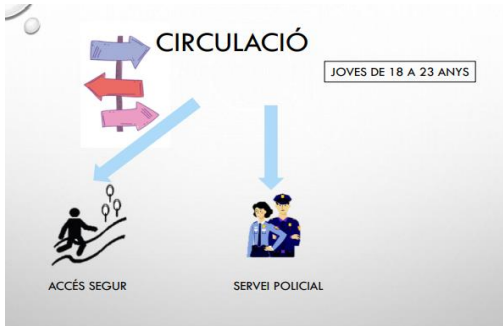 CIRCULACIÓ
JOVES DE 18 A 23 ANYS
ACCÉS SEGUR
SERVEI POLICIAL